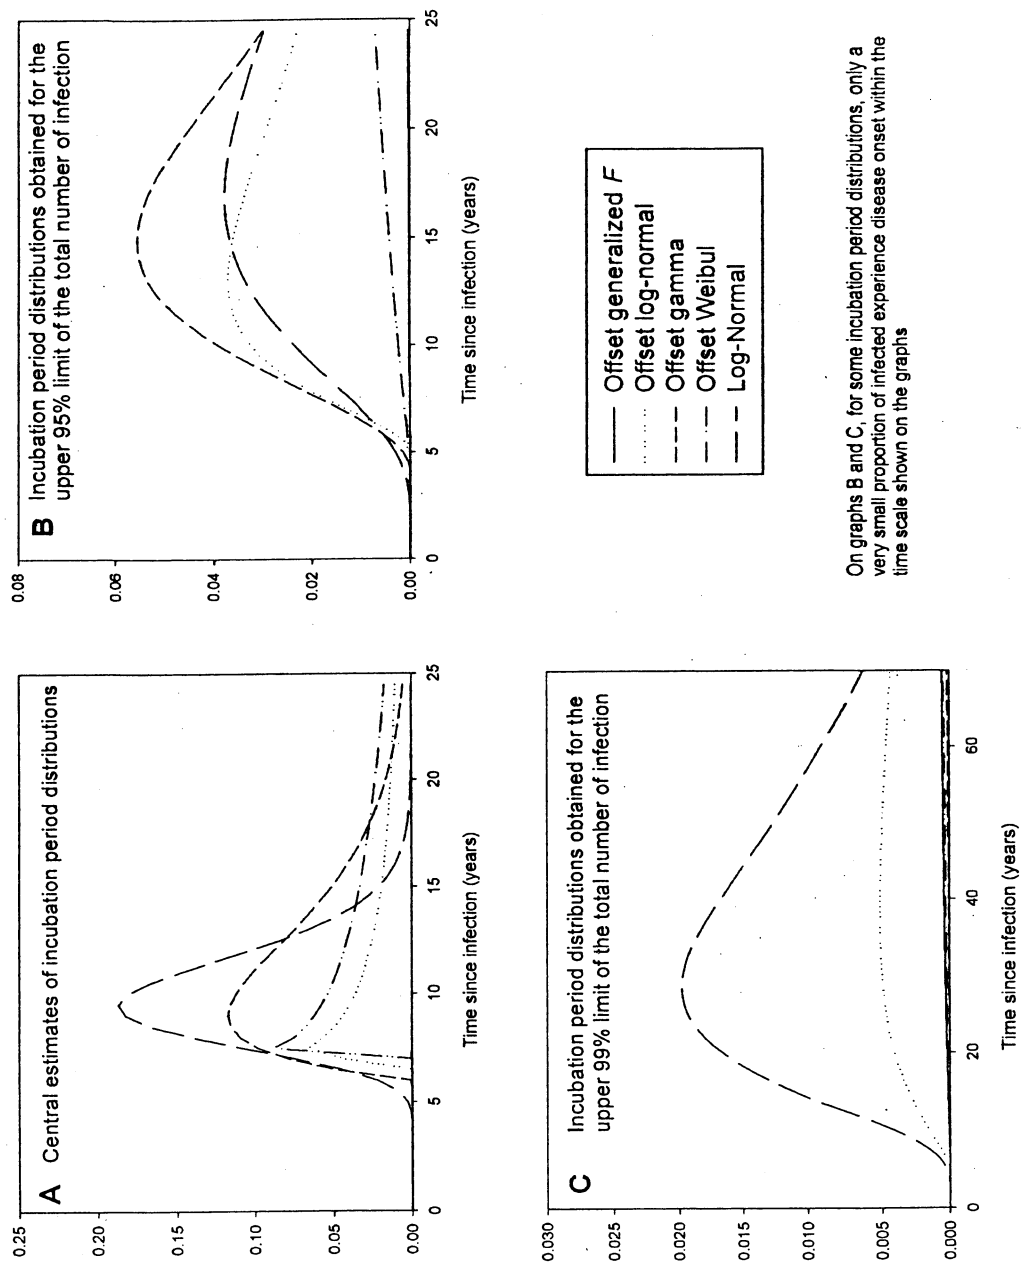 A Central estimates of incubation period distributions
0.25
0.20
0.15
0.10
0.05
0.00
0
5
10
15
20
25
Time since infection (years)
B Incubation period distributions obtained for the
upper 95% limit of the total number of infection
0.08
0.06
0.04
0.02
0.00
0
5
10
15
20
25
Time since infection (years)
C Incubation period distributions obtained for the
upper 99% limit of the total number of infection
0.030
0.025
0.020
0.015
0.010
0.005
0.000
0
20
40
60
Time since infection (years)
Offset generalized F
Offset log-normal
Offset gamma
Offset Weibul
Log-Normal
On graphs B and C, for some incubation period distributions, only a
very small proportion of infected experience disease onset within the
time scale shown on the graphs